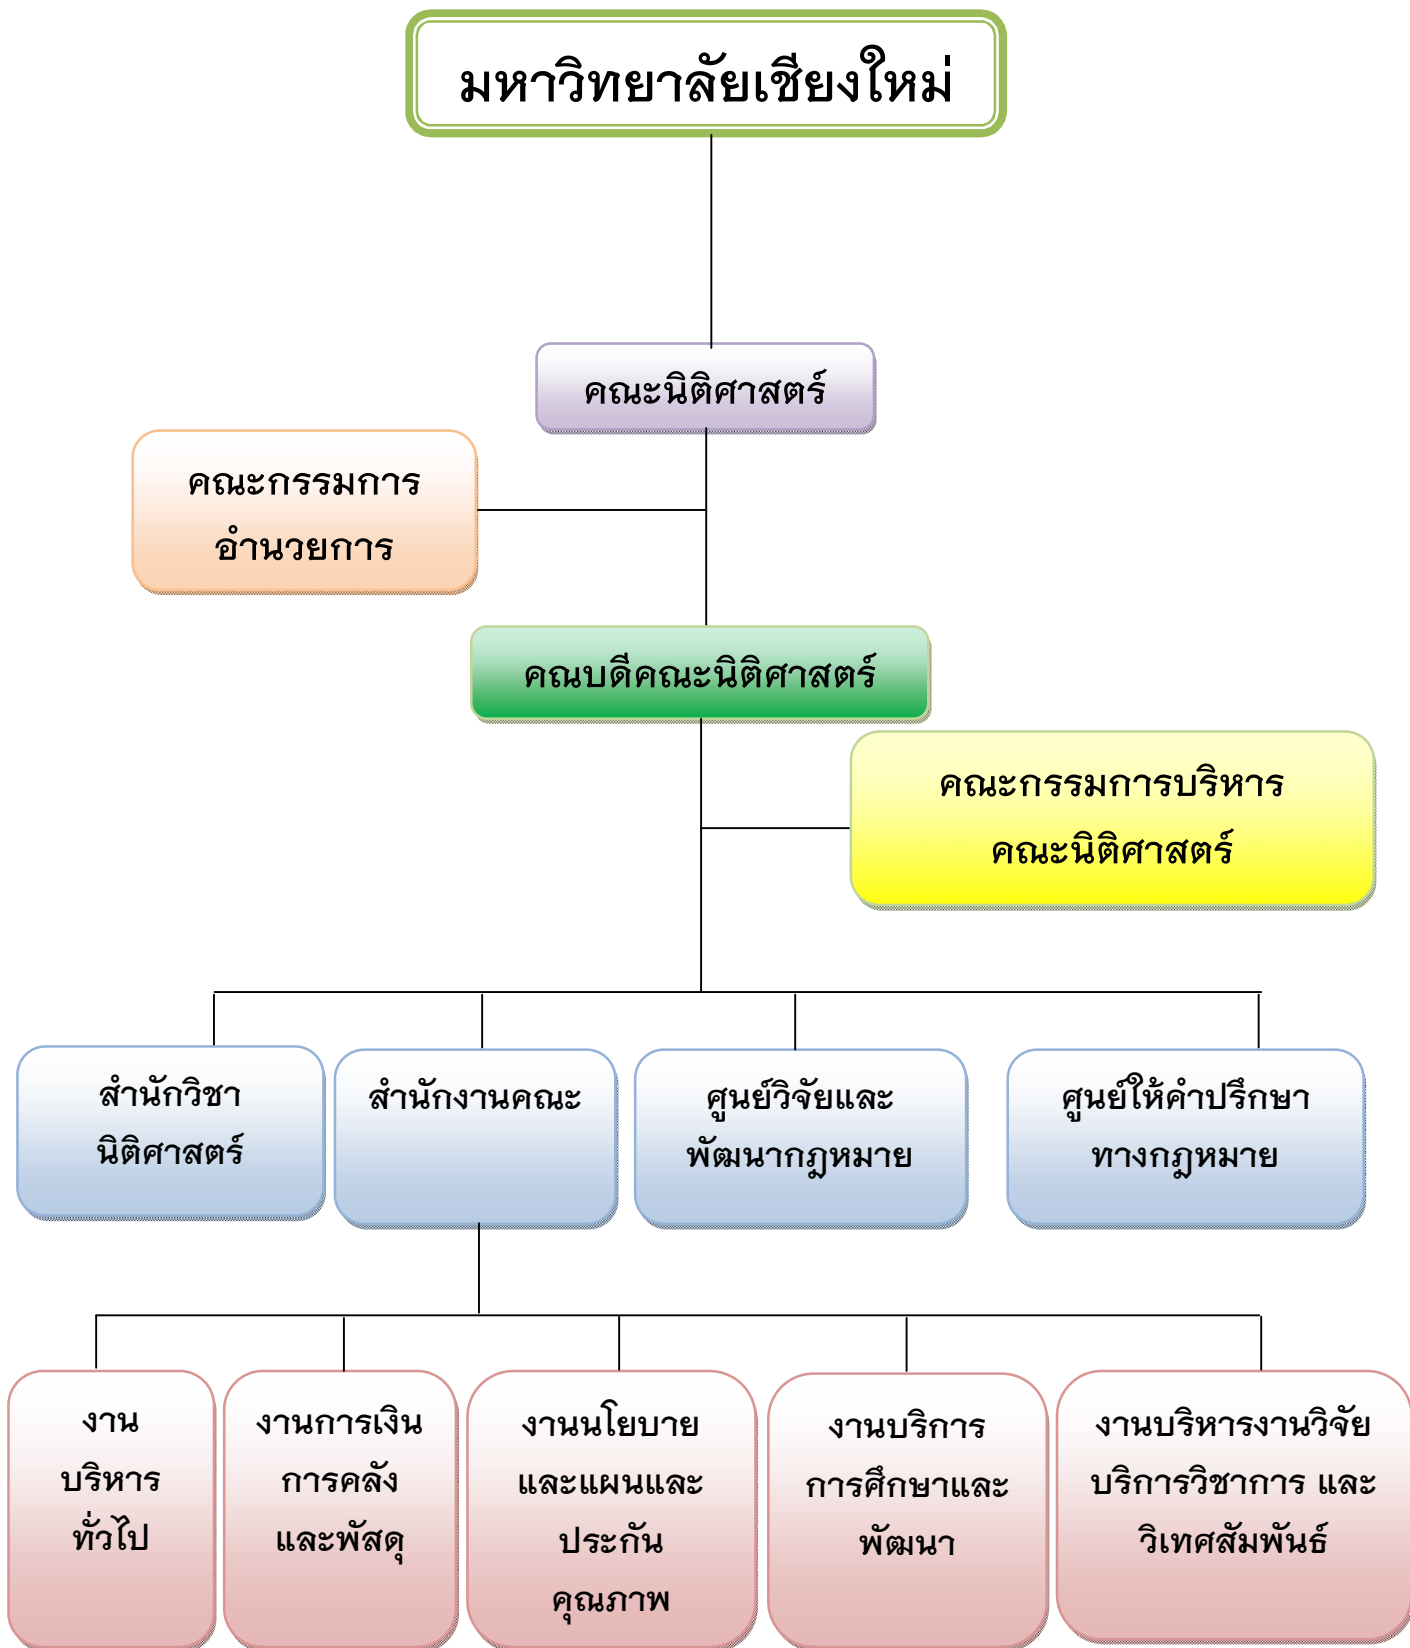 มหาวิทยาลัยเชียงใหม่
คณะนิติศาสตร์
คณะกรรมการ
อำนวยการ
คณบดีคณะนิติศาสตร์
คณะกรรมการบริหาร
คณะนิติศาสตร์
สำนักวิชา
นิติศาสตร์
สำนักงานคณะ
ศูนย์วิจัยและ
พัฒนากฎหมาย
ศูนย์ให้คำปรึกษา
ทางกฎหมาย
งาน
บริหาร
ทั่วไป
งานการเงิน
การคลัง
และพัสดุ
งานนโยบาย
และแผนและ
ประกัน
คุณภาพ
งานบริการ
การศึกษาและ
พัฒนา
งานบริหารงานวิจัย
บริการวิชาการ และ
วิเทศสัมพันธ์